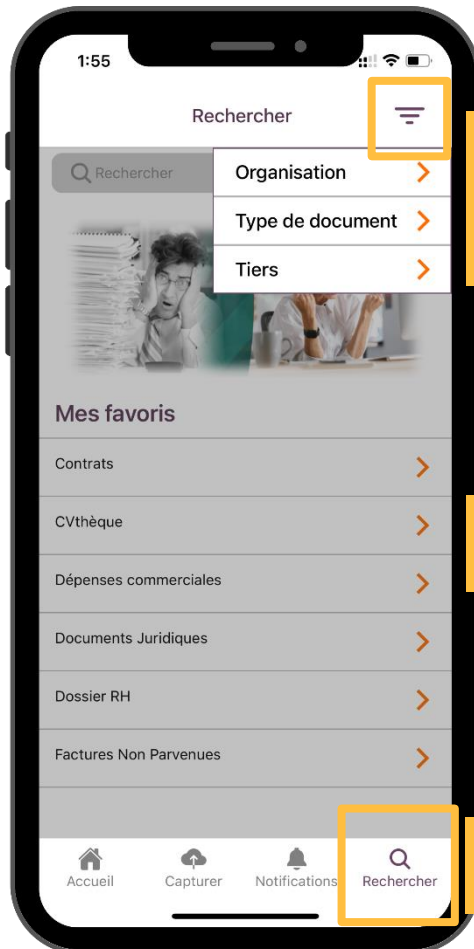 1:55
Rechercher
Rechercher
Organisation
Type de document
Tiers
Mes favoris
Contrats
CVthèque
Dépenses commerciales
Documents Juridiques
Dossier RH
Factures Non Parvenues
Accueil
Capturer
Notifications
Rechercher